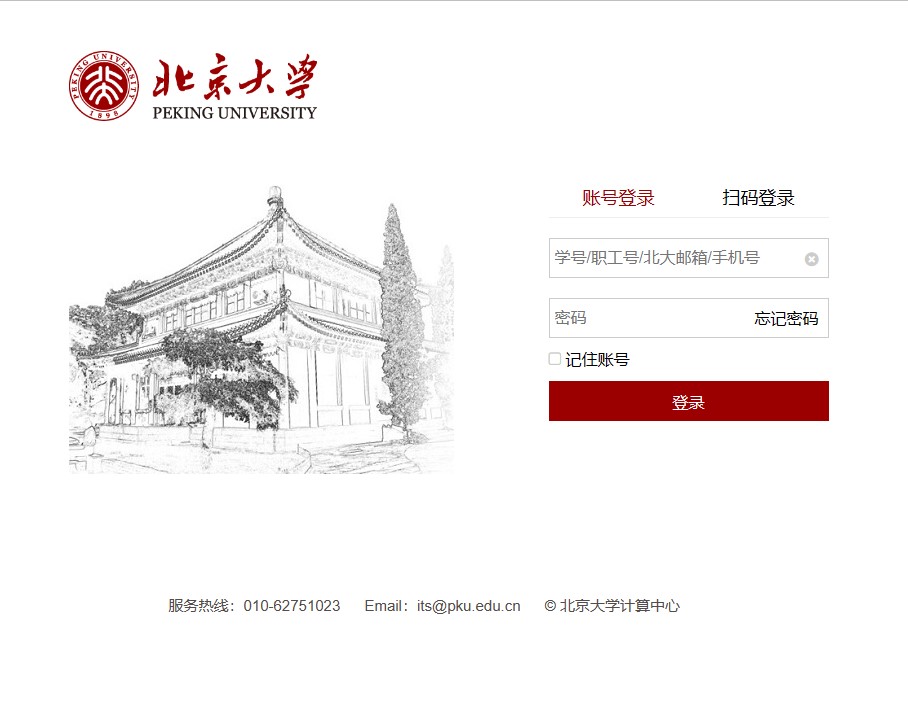 PEKING UNIVERSITY
1898
北京大学
PEKING UNIVERSITY
账号登录 扫码登录
学号/职工号/北大邮箱/手机号
密码 忘记密码
记住账号
登录
服务热线：010-62751023 Email：its@pku.edu.cn © 北京大学计算中心